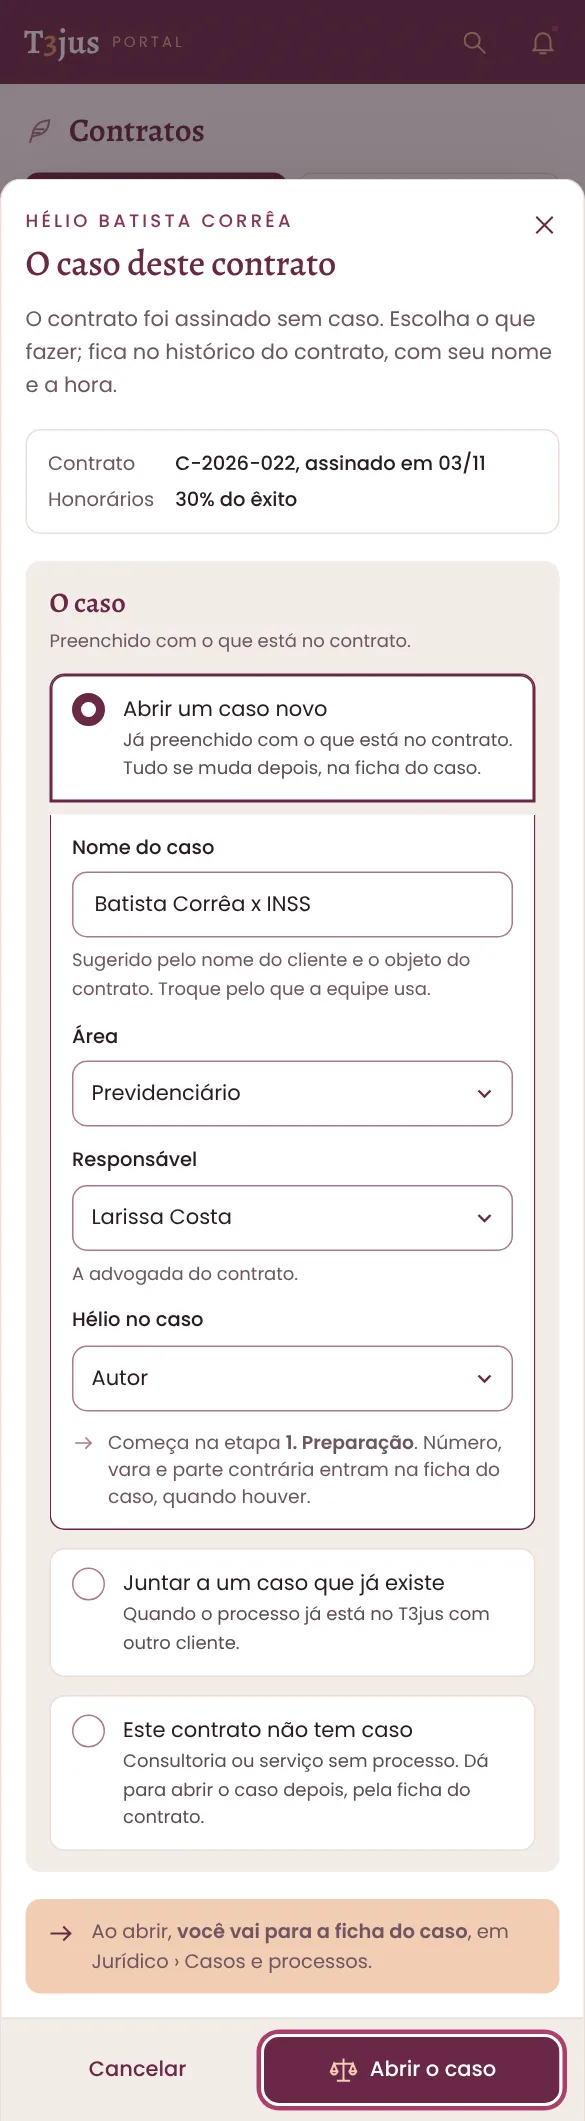 T3jus PORTAL
Contratos
HÉLIO BATISTA CORRÊA
O caso deste contrato
O contrato foi assinado sem caso. Escolha o que
fazer; fica no histórico do contrato, com seu nome
e a hora.
Contrato C-2026-022, assinado em 03/11
Honorários 30% do êxito
O caso
Preenchido com o que está no contrato.
Abrir um caso novo
Já preenchido com o que está no contrato.
Tudo se muda depois, na ficha do caso.
Nome do caso
Batista Corrêa x INSS
Sugerido pelo nome do cliente e o objeto do
contrato. Troque pelo que a equipe usa.
Área
Previdenciário
Responsável
Larissa Costa
A advogada do contrato.
Hélio no caso
Autor
→ Começa na etapa 1. Preparação. Número,
vara e parte contrária entram na ficha do
caso, quando houver.
Juntar a um caso que já existe
Quando o processo já está no T3jus com
outro cliente.
Este contrato não tem caso
Consultoria ou serviço sem processo. Dá
para abrir o caso depois, pela ficha do
contrato.
→ Ao abrir, você vai para a ficha do caso, em
Jurídico › Casos e processos.
Cancelar Abrir o caso